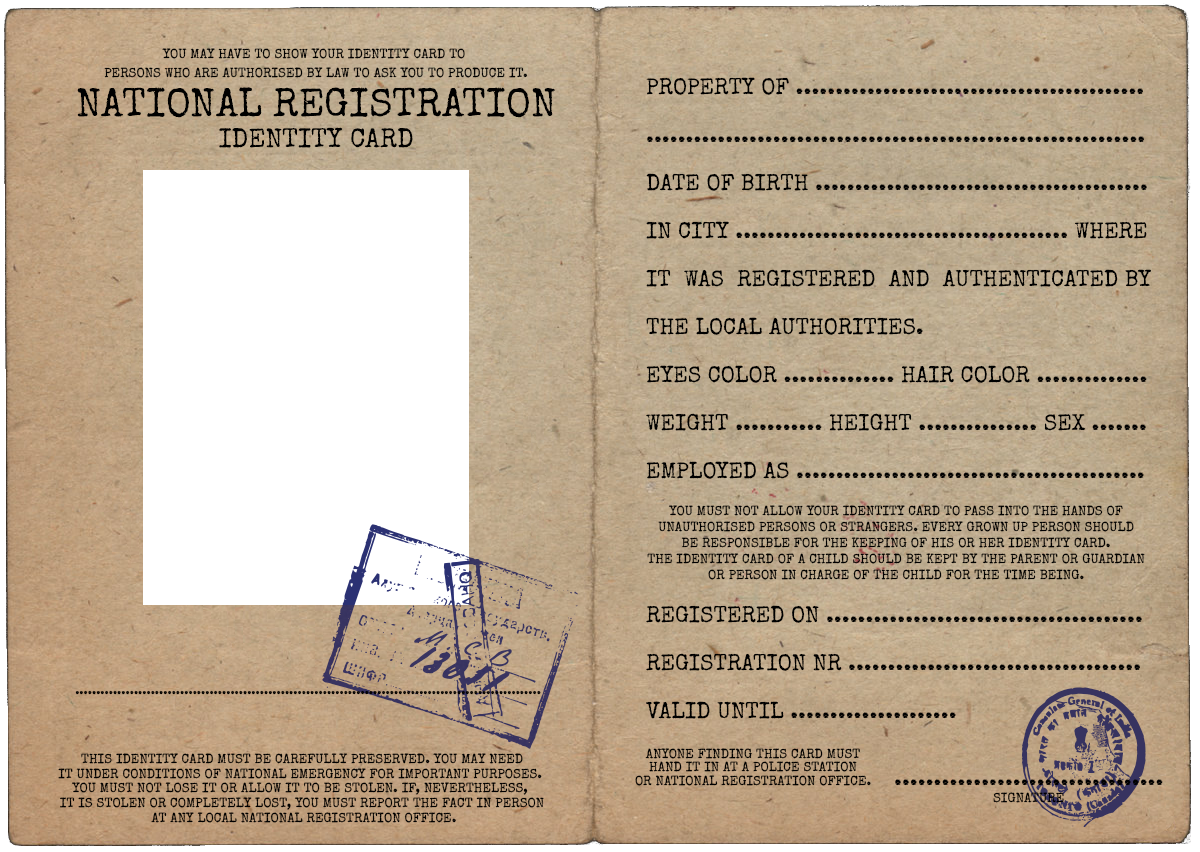 YOU MAY HAVE TO SHOW YOUR IDENTITY CARD TO
PERSONS WHO ARE AUTHORISED BY LAW TO ASK YOU TO PRODUCE IT.
NATIONAL REGISTRATION
IDENTITY CARD
ШИФР
THIS IDENTITY CARD MUST BE CAREFULLY PRESERVED. YOU MAY NEED
IT UNDER CONDITIONS OF NATIONAL EMERGENCY FOR IMPORTANT PURPOSES.
YOU MUST NOT LOSE IT OR ALLOW IT TO BE STOLEN. IF, NEVERTHELESS,
IT IS STOLEN OR COMPLETELY LOST, YOU MUST REPORT THE FACT IN PERSON
AT ANY LOCAL NATIONAL REGISTRATION OFFICE.
PROPERTY OF
DATE OF BIRTH
IN CITY WHERE
IT WAS REGISTERED AND AUTHENTICATED BY
THE LOCAL AUTHORITIES.
EYES COLOR HAIR COLOR
WEIGHT HEIGHT SEX
EMPLOYED AS
YOU MUST NOT ALLOW YOUR IDENTITY CARD TO PASS INTO THE HANDS OF
UNAUTHORISED PERSONS OR STRANGERS. EVERY GROWN UP PERSON SHOULD
BE RESPONSIBLE FOR THE KEEPING OF HIS OR HER IDENTITY CARD.
THE IDENTITY CARD OF A CHILD SHOULD BE KEPT BY THE PARENT OR GUARDIAN
OR PERSON IN CHARGE OF THE CHILD FOR THE TIME BEING.
REGISTERED ON
REGISTRATION NR
VALID UNTIL
ANYONE FINDING THIS CARD MUST
HAND IT IN AT A POLICE STATION
OR NATIONAL REGISTRATION OFFICE.
SIGNATURE
General of India
(Canada)